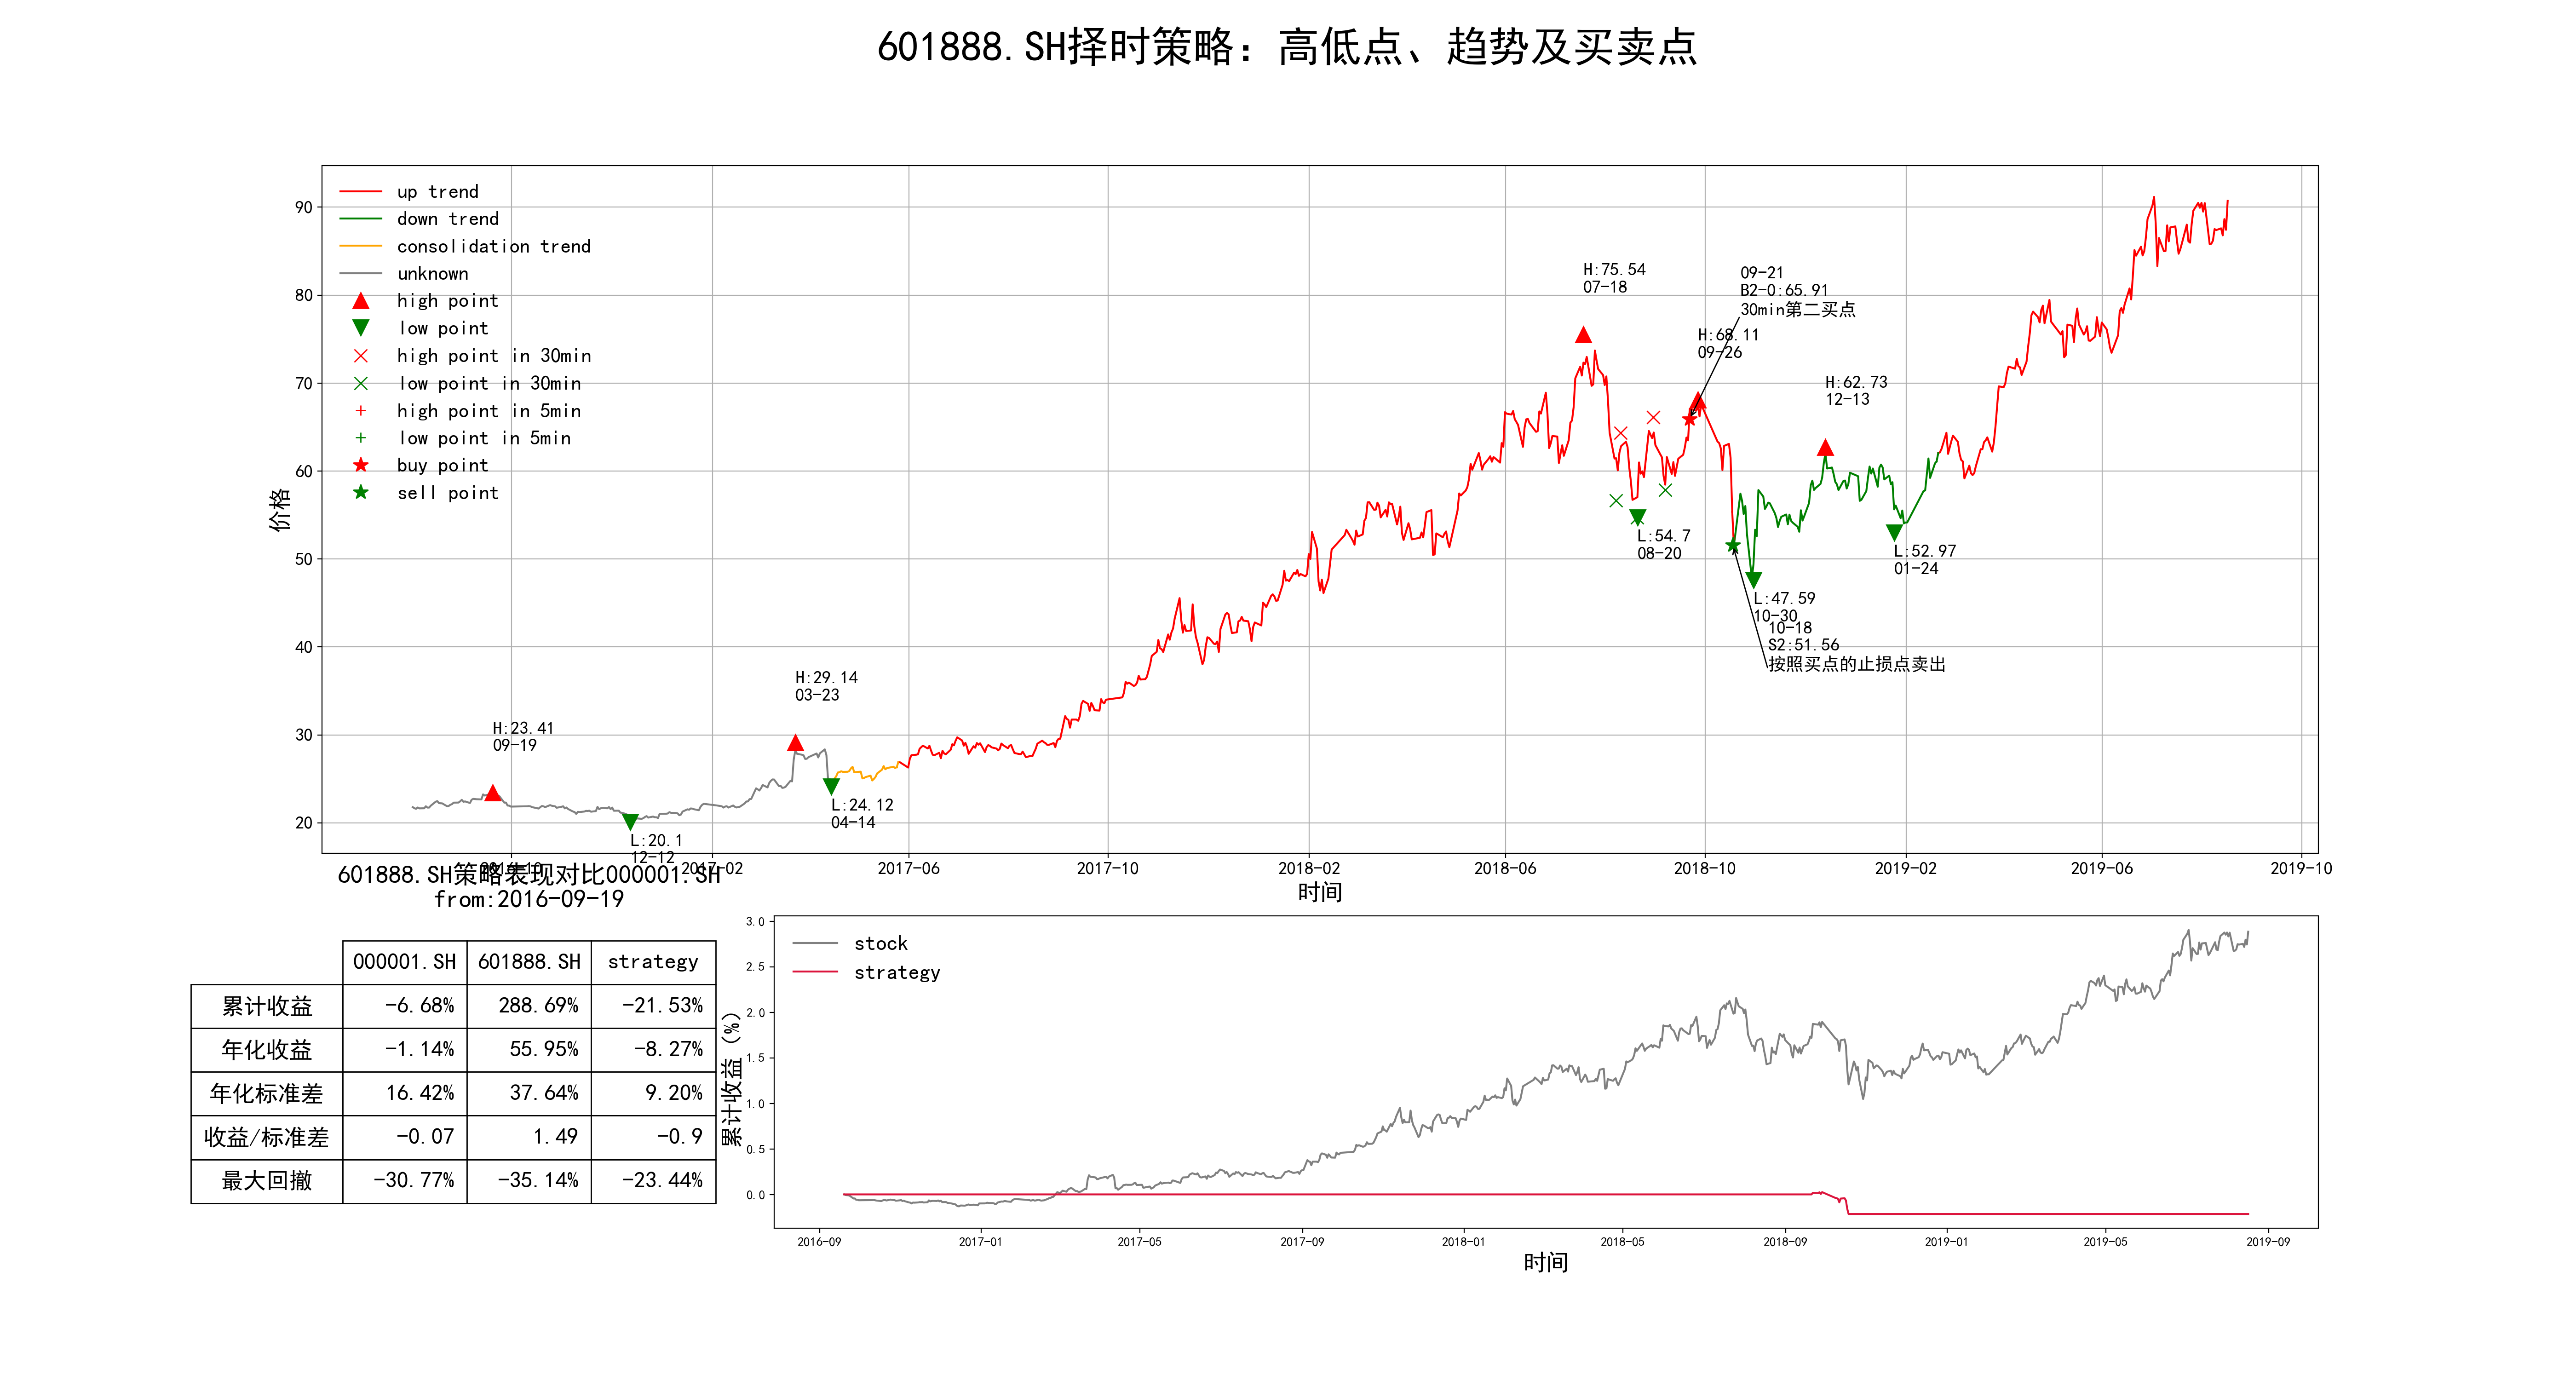 601888.SH择时策略：高低点、趋势及买卖点
up trend
down trend
consolidation trend
unknown
high point
low point
high point in 30min
low point in 30min
high point in 5min
low point in 5min
buy point
sell point
价格
90
80
70
60
50
40
30
20
H:23.41
09-19
L:20.1
12-12
H:29.14
03-23
L:24.12
04-14
H:75.54
07-18
L:54.7
08-20
09-21
B2-0:65.91
30min第二买点
H:68.11
09-26
L:47.59
10-30
10-18
S2:51.56
按照买点的止损点卖出
H:62.73
12-13
L:52.97
01-24
2016-10
2017-02
2017-06
2017-10
2018-02
2018-06
2018-10
2019-02
2019-06
2019-10
时间
601888.SH策略表现对比000001.SH
from:2016-09-19
000001.SH 601888.SH strategy
累计收益 -6.68% 288.69% -21.53%
年化收益 -1.14% 55.95% -8.27%
年化标准差 16.42% 37.64% 9.20%
收益/标准差 -0.07 1.49 -0.9
最大回撤 -30.77% -35.14% -23.44%
累计收益（%）
3.0
2.5
2.0
1.5
1.0
0.5
0.0
stock
strategy
2016-09
2017-01
2017-05
2017-09
2018-01
2018-05
2018-09
2019-01
2019-05
2019-09
时间